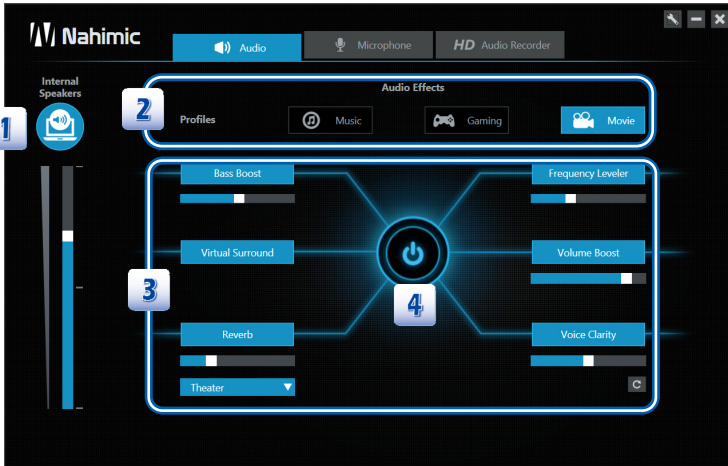 Nahimic
Audio
Microphone
HD Audio Recorder
Internal
Speakers
1
2
Audio Effects
Profiles
Music
Gaming
Movie
Bass Boost
Frequency Leveler
Virtual Surround
Volume Boost
3
4
Reverb
Voice Clarity
Theater